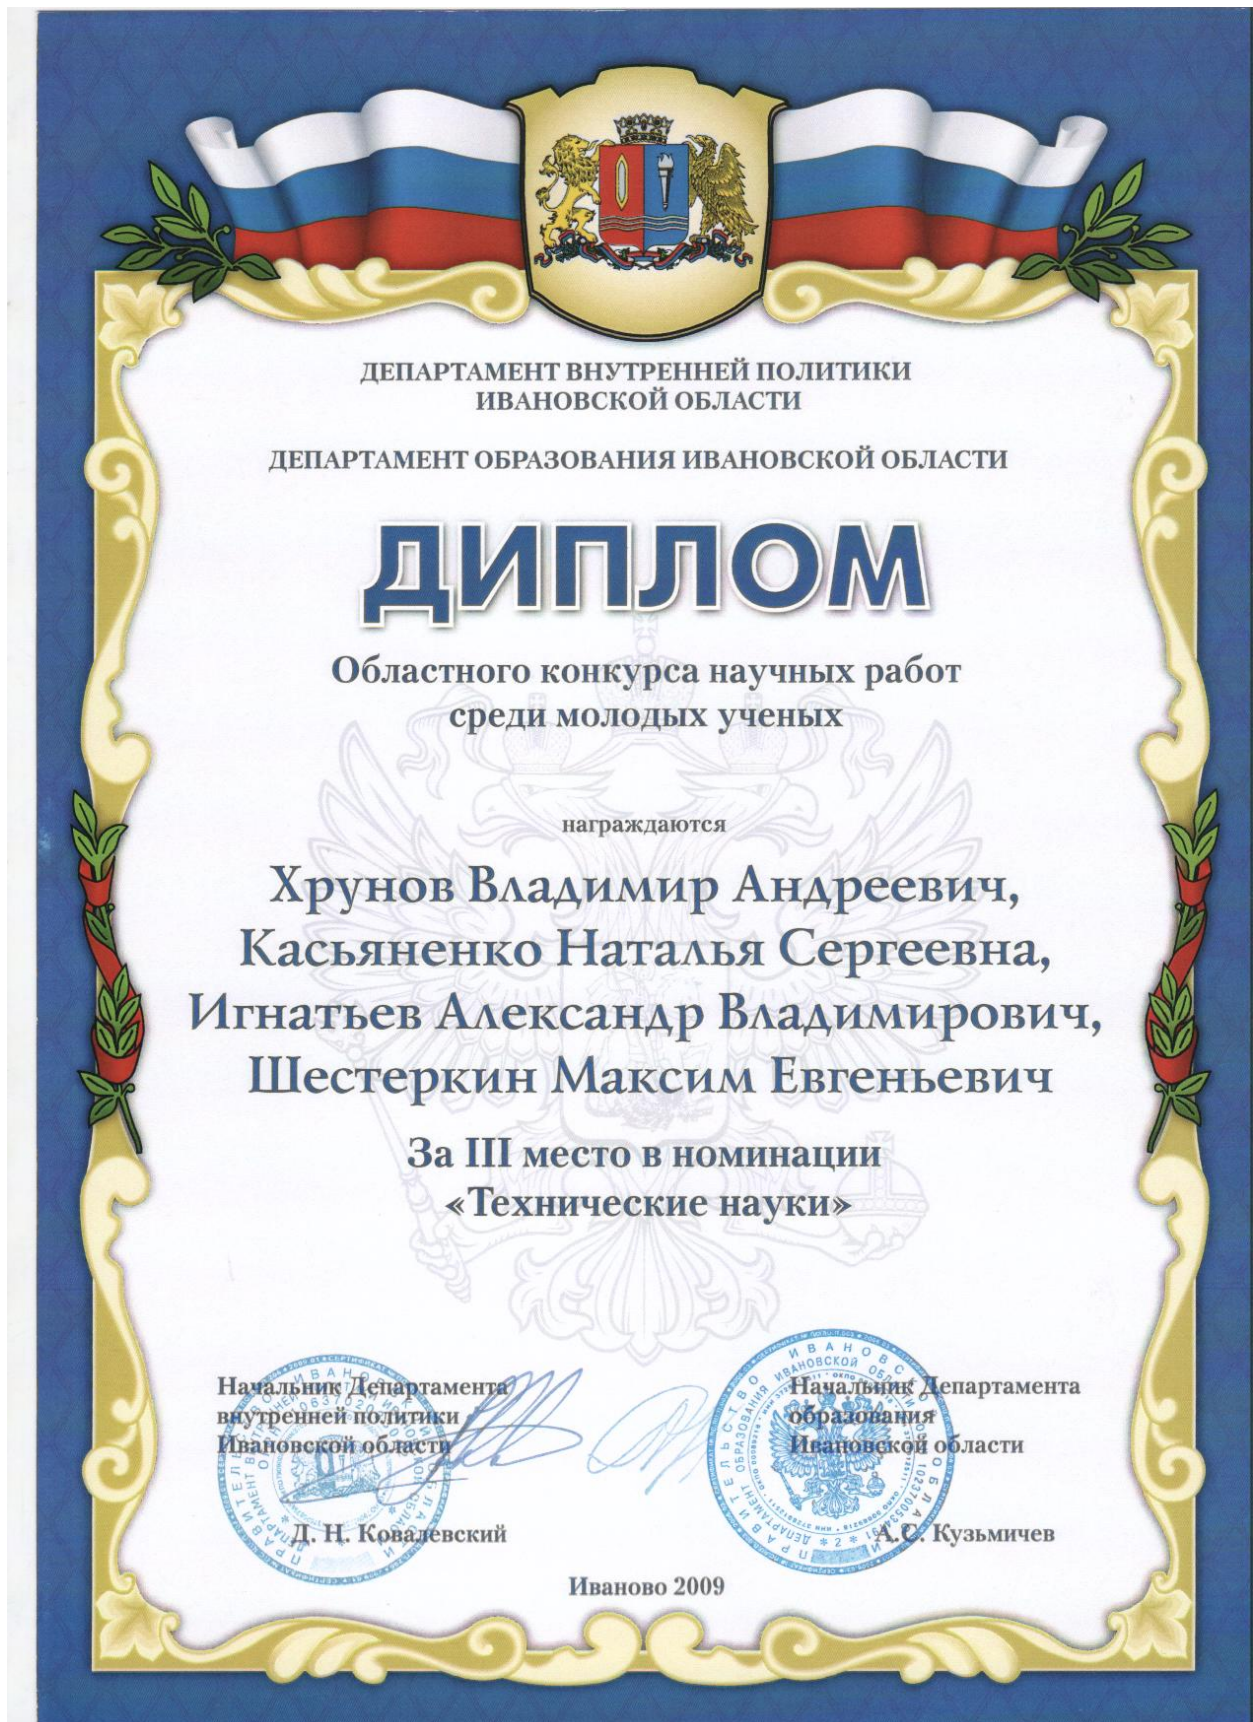 ДЕПАРТАМЕНТ ВНУТРЕННЕЙ ПОЛИТИКИ
ИВАНОВСКОЙ ОБЛАСТИ
ДЕПАРТАМЕНТ ОБРАЗОВАНИЯ ИВАНОВСКОЙ ОБЛАСТИ
ДИПЛОМ
Областного конкурса научных работ
среди молодых ученых
награждаются
Хрунов Владимир Андреевич,
Касьяненко Наталья Сергеевна,
Игнатьев Александр Владимирович,
Шестеркин Максим Евгеньевич
За III место в номинации
«Технические науки»
Начальник Департамента
внутренней политики
Ивановской области
Д. Н. Ковалевский
Начальник Департамента
образования
Ивановской области
А.С. Кузьмичев
Иваново 2009